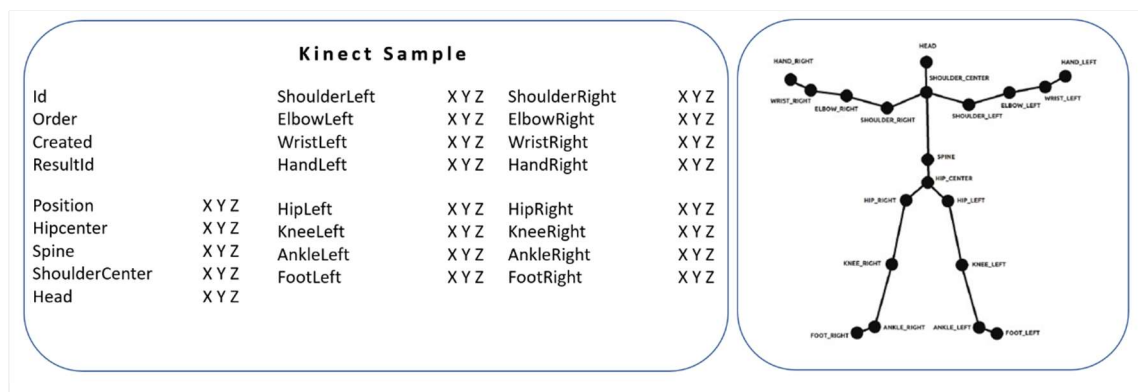 Kinect Sample
Id ShoulderLeft X Y Z ShoulderRight X Y Z
Order ElbowLeft X Y Z ElbowRight X Y Z
Created WristLeft X Y Z WristRight X Y Z
ResultId HandLeft X Y Z HandRight X Y Z
Position X Y Z HipLeft X Y Z HipRight X Y Z
Hipcenter X Y Z KneeLeft X Y Z KneeRight X Y Z
Spine X Y Z AnkleLeft X Y Z AnkleRight X Y Z
ShoulderCenter X Y Z FootLeft X Y Z FootRight X Y Z
Head X Y Z
HEAD
HAND_RIGHT
HAND_LEFT
SHOULDER_CENTER
WRIST_RIGHT
WRIST_LEFT
ELBOW_RIGHT
ELBOW_LEFT
SHOULDER_RIGHT
SHOULDER_LEFT
SPINE
HIP_CENTER
HIP_RIGHT
HIP_LEFT
KNEE_RIGHT
KNEE_LEFT
ANKLE_RIGHT
ANKLE_LEFT
FOOT_RIGHT
FOOT_LEFT